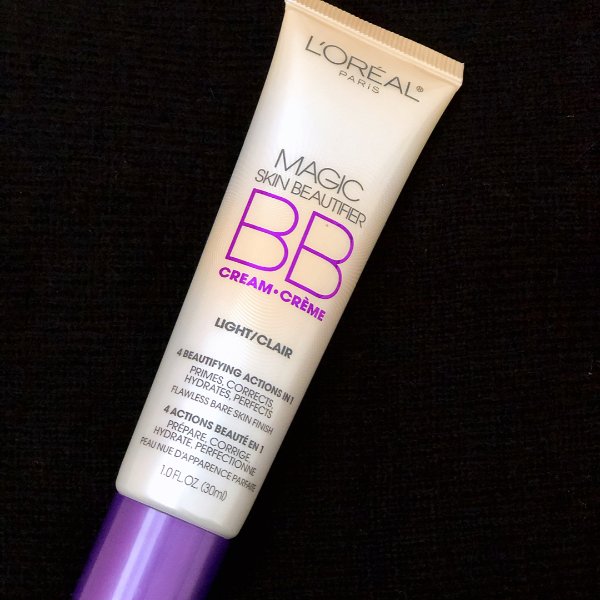 L'ORÉAL®
PARIS
MAGIC
SKIN BEAUTIFIER
BB
CREAM•CRÈME
LIGHT/CLAIR
4 BEAUTIFYING ACTIONS IN 1
PRIMES, CORRECTS,
HYDRATES, PERFECTS
FLAWLESS BARE SKIN FINISH
4 ACTIONS BEAUTÉ EN 1
PRÉPARE, CORRIGE,
HYDRATE, PERFECTIONNE
PEAU NUE D'APPARENCE PARFAITE
1.0 FL. OZ. (30ml)